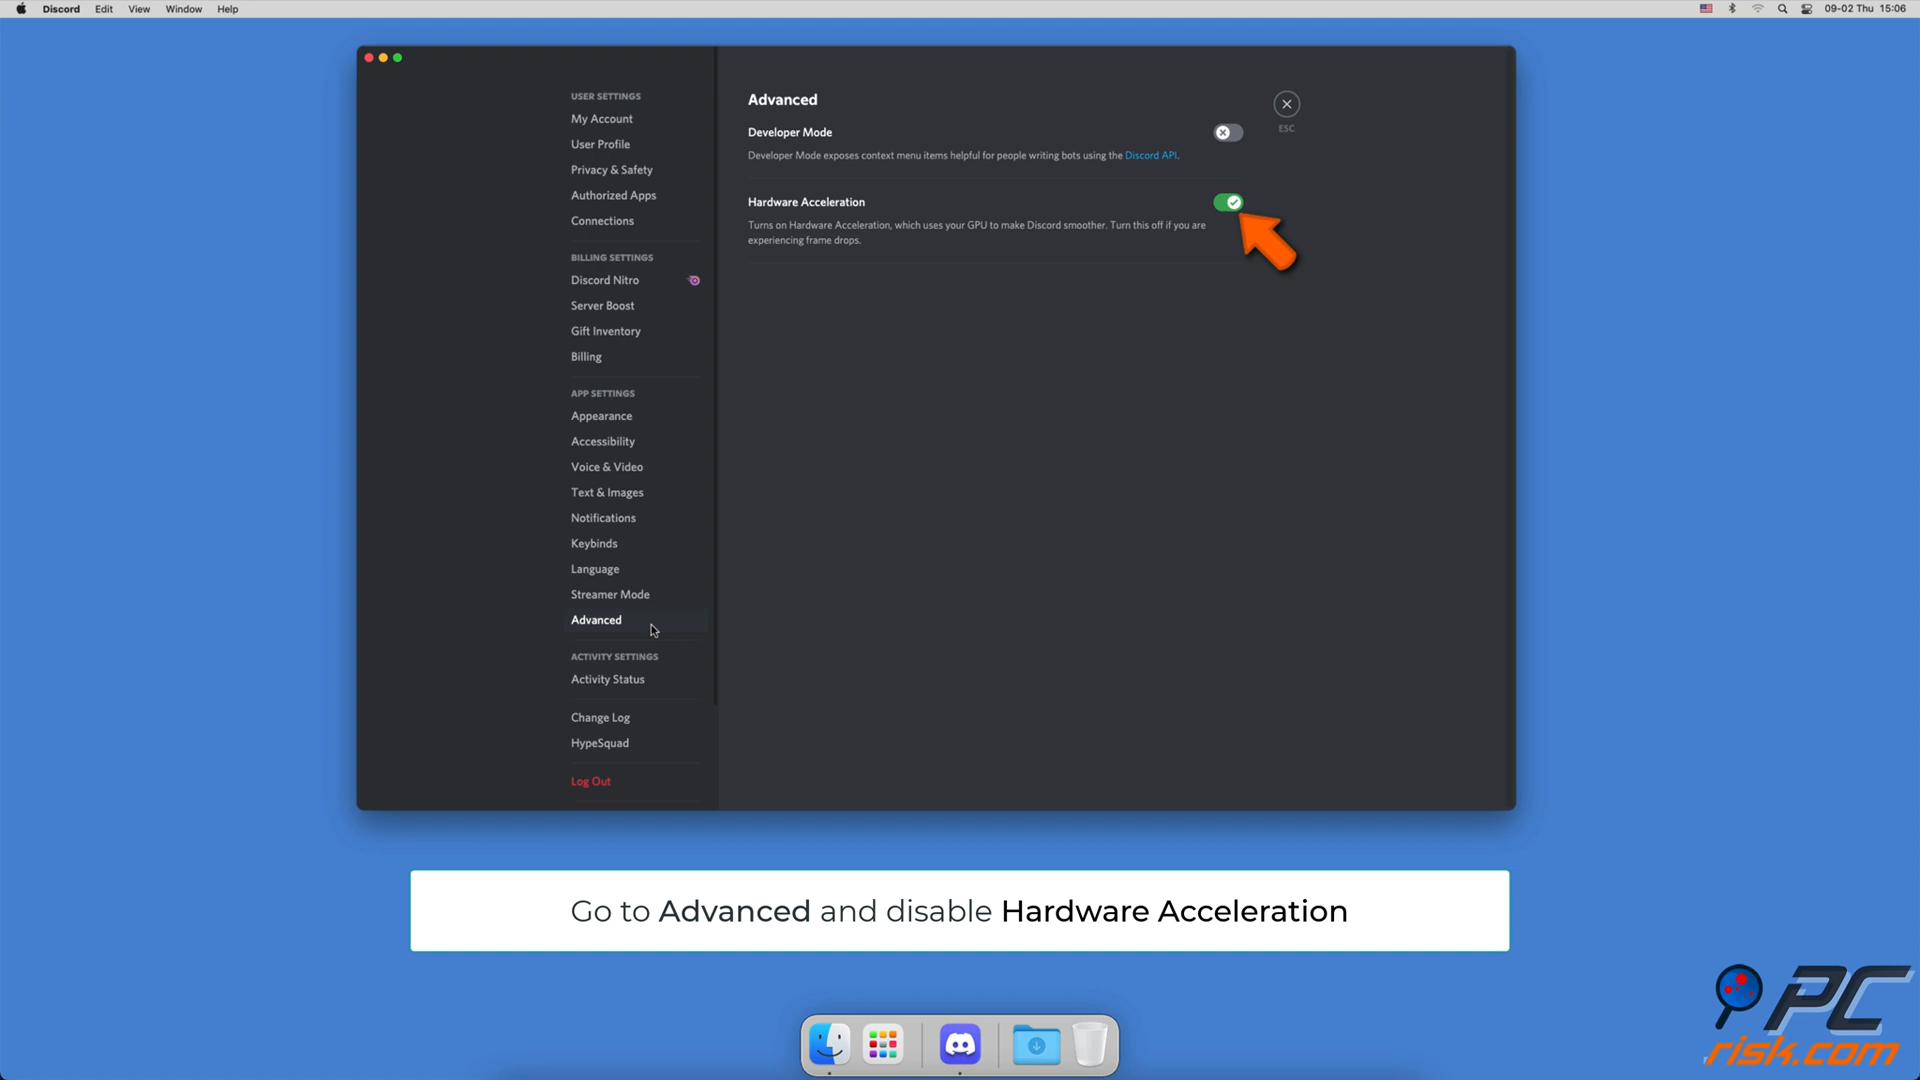 Discord Edit View Window Help
09-02 Thu 15:06
USER SETTINGS
My Account
User Profile
Privacy & Safety
Authorized Apps
Connections
BILLING SETTINGS
Discord Nitro
Server Boost
Gift Inventory
Billing
APP SETTINGS
Appearance
Accessibility
Voice & Video
Text & Images
Notifications
Keybinds
Language
Streamer Mode
Advanced
ACTIVITY SETTINGS
Activity Status
Change Log
HypeSquad
Log Out
Advanced
ESC
Developer Mode
Developer Mode exposes context menu items helpful for people writing bots using the Discord API.
Hardware Acceleration
Turns on Hardware Acceleration, which uses your GPU to make Discord smoother. Turn this off if you are
experiencing frame drops.
Go to Advanced and disable Hardware Acceleration
PC
risk.com